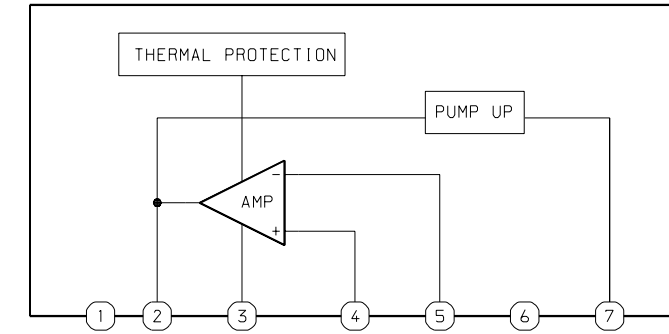 THERMAL PROTECTION
PUMP UP
-
AMP
+
1 2 3 4 5 6 7